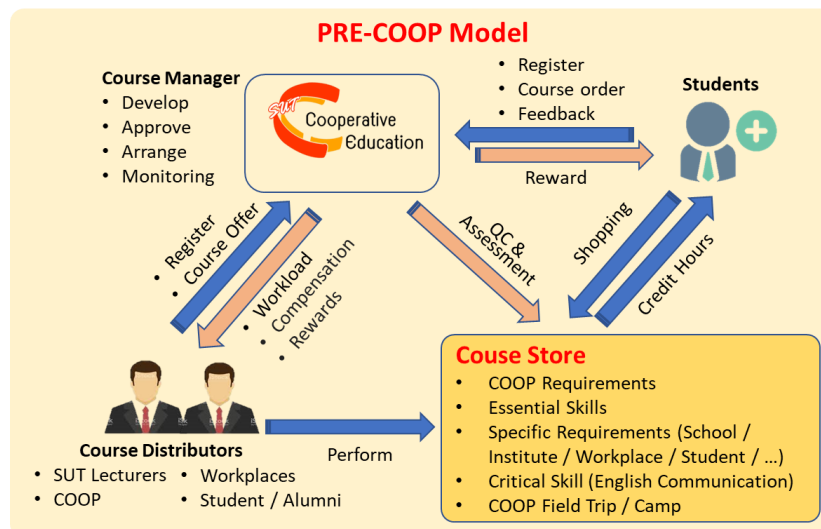 PRE-COOP Model
Course Manager
• Develop
• Approve
• Arrange
• Monitoring
SUT
Cooperative
Education
• Register
• Course order
• Feedback
Reward
Students
• Register
• Course Offer
• Workload
• Compensation
• Rewards
QC &
Assessment
Shopping
Credit Hours
Course Distributors
• SUT Lecturers
• COOP
• Workplaces
• Student / Alumni
Perform
Couse Store
• COOP Requirements
• Essential Skills
• Specific Requirements (School /
Institute / Workplace / Student / ...)
• Critical Skill (English Communication)
• COOP Field Trip / Camp